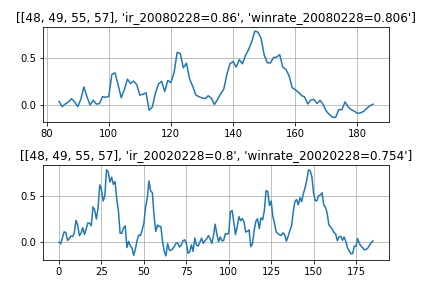 [[48, 49, 55, 57], 'ir_20080228=0.86', 'winrate_20080228=0.806']
0.5
0.0
80 100 120 140 160 180
[[48, 49, 55, 57], 'ir_20020228=0.8', 'winrate_20020228=0.754']
0.5
0.0
0 25 50 75 100 125 150 175